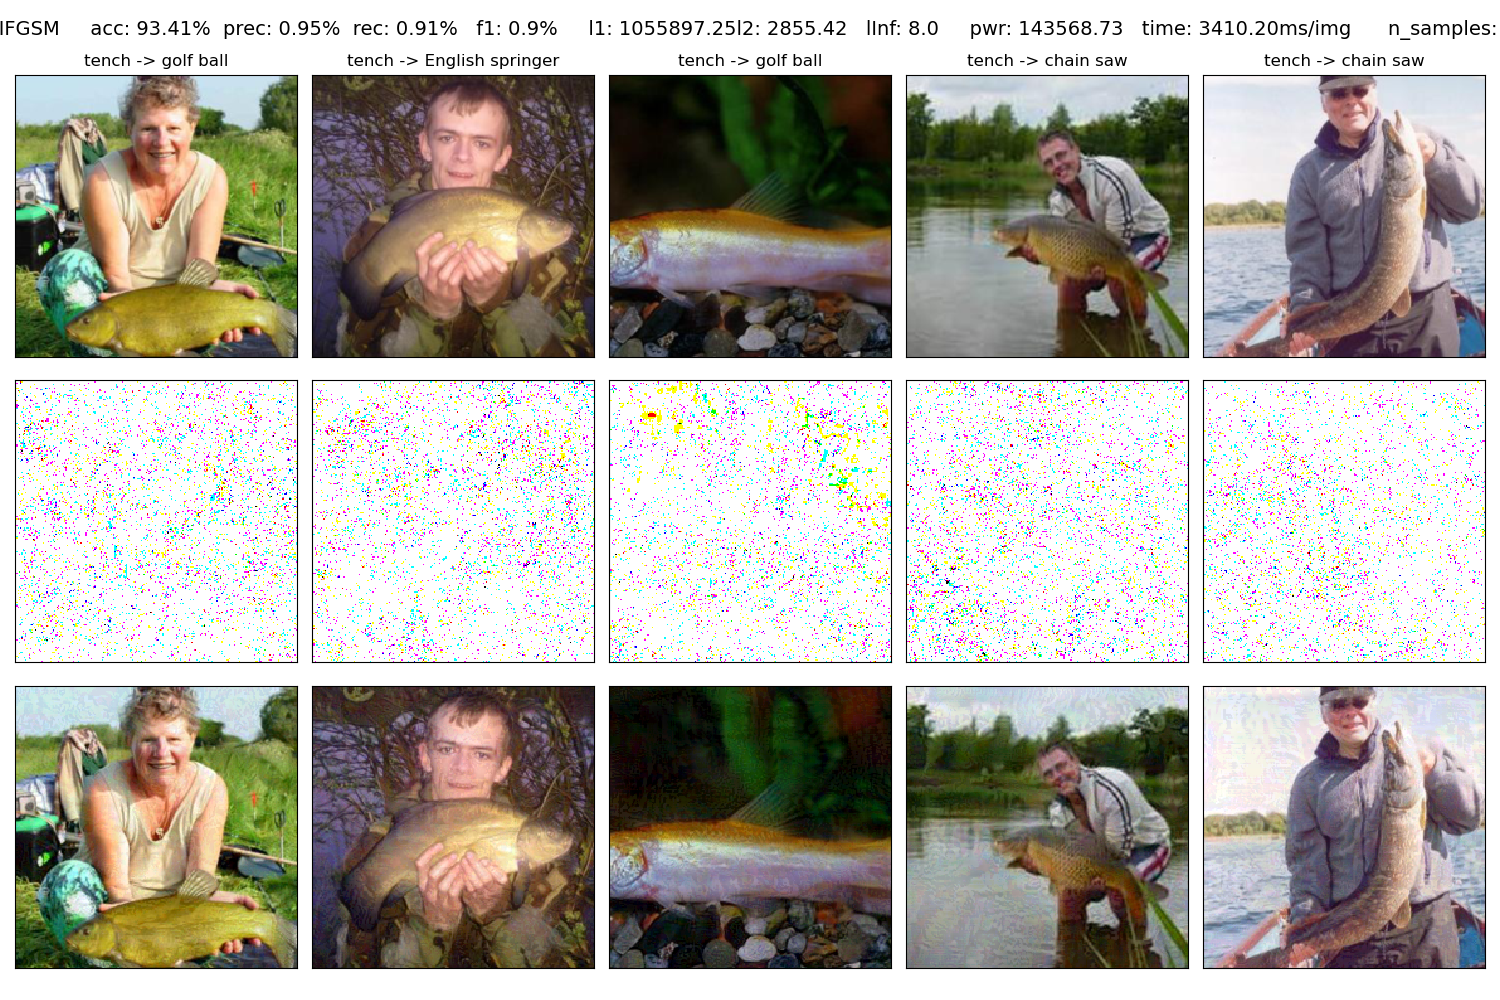 IFGSM acc: 93.41% prec: 0.95% rec: 0.91% f1: 0.9% l1: 1055897.25l2: 2855.42 lInf: 8.0 pwr: 143568.73 time: 3410.20ms/img n_samples:
tench -> golf ball
tench -> English springer
tench -> golf ball
tench -> chain saw
tench -> chain saw